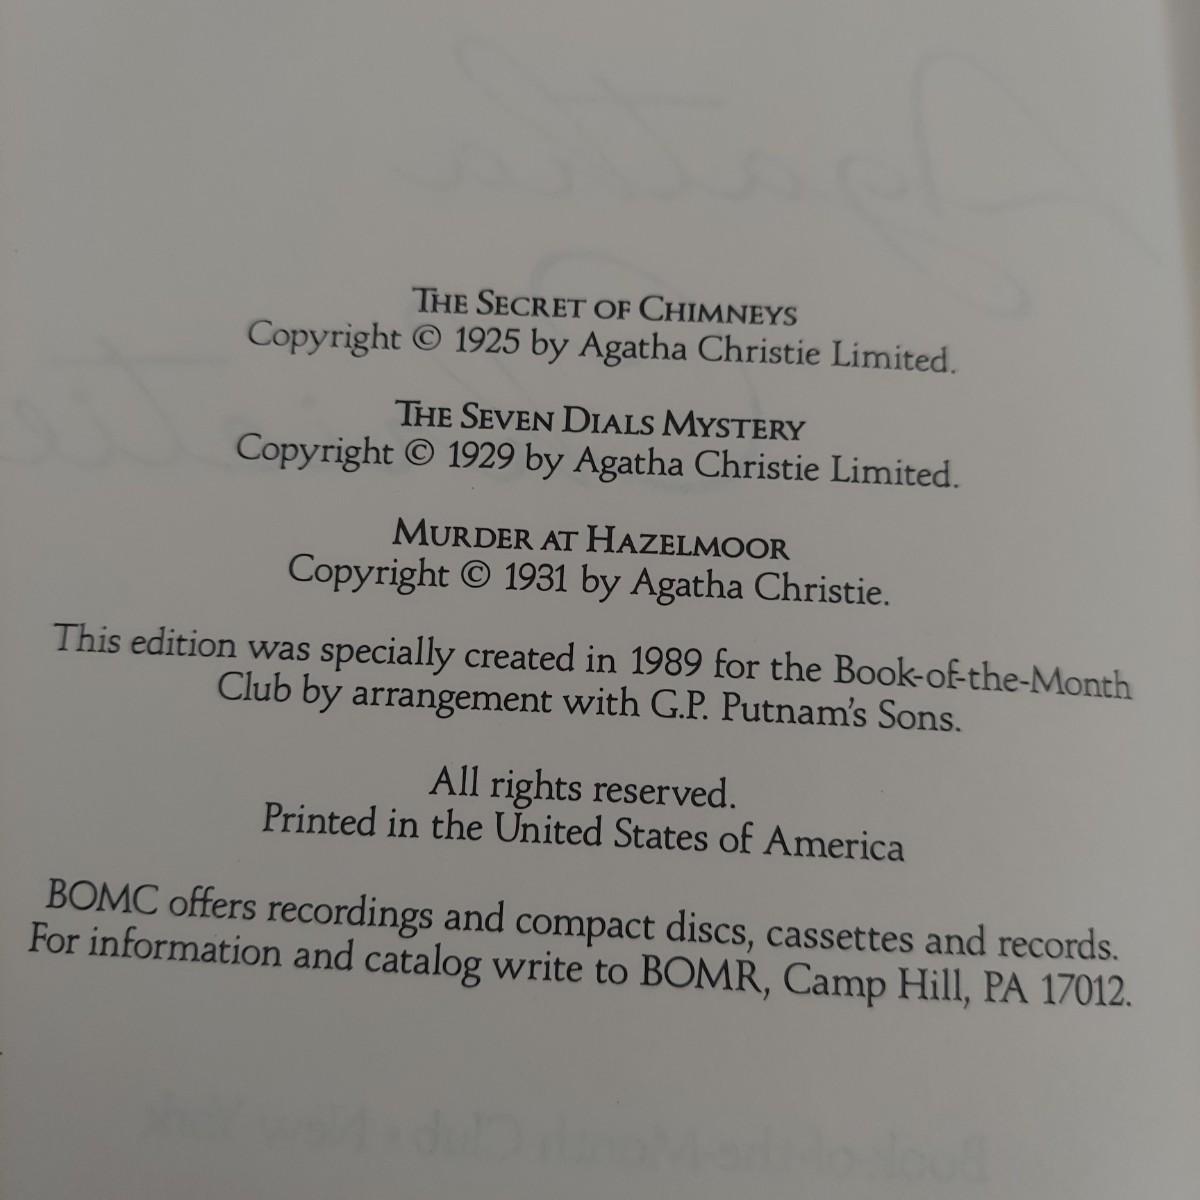 THE SECRET OF CHIMNEYS
Copyright © 1925 by Agatha Christie Limited.
THE SEVEN DIALS MYSTERY
Copyright © 1929 by Agatha Christie Limited.
MURDER AT HAZELMOOR
Copyright © 1931 by Agatha Christie.
This edition was specially created in 1989 for the Book-of-the-Month
Club by arrangement with G.P. Putnam's Sons.
All rights reserved.
Printed in the United States of America
BOMC offers recordings and compact discs, cassettes and records.
For information and catalog write to BOMR, Camp Hill, PA 17012.